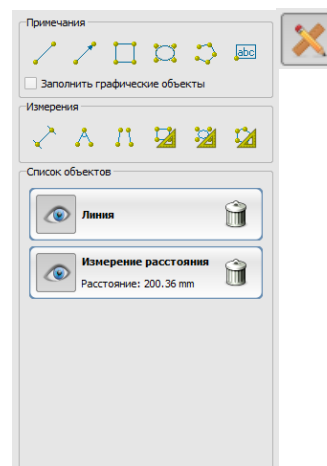 Примечания
abc
Заполнить графические объекты
Измерения
Список объектов
Линия
Измерение расстояния
Расстояние: 200.36 mm